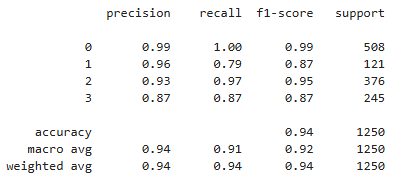 precision recall f1-score support
0 0.99 1.00 0.99 508
1 0.96 0.79 0.87 121
2 0.93 0.97 0.95 376
3 0.87 0.87 0.87 245
accuracy 0.94 1250
macro avg 0.94 0.91 0.92 1250
weighted avg 0.94 0.94 0.94 1250